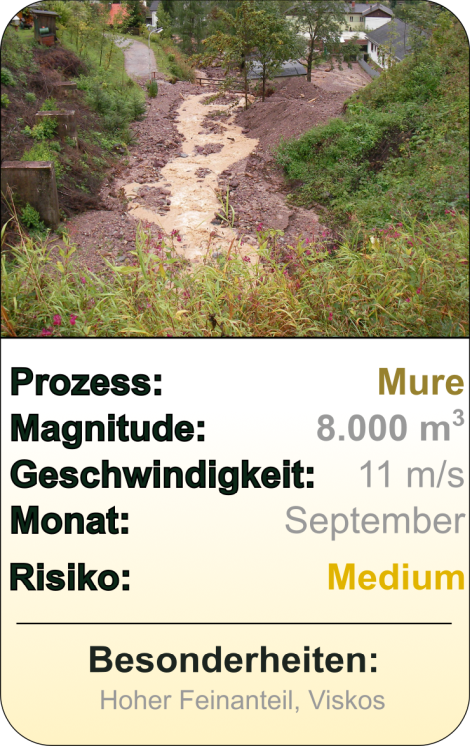 Prozess: Mure
Magnitude: 8.000 m³
Geschwindigkeit: 11 m/s
Monat: September
Risiko: Medium
Besonderheiten:
Hoher Feinanteil, Viskos